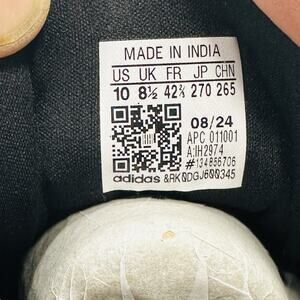 MADE IN INDIA
US UK FR JP CHN
10 8½ 42⅔ 270 265
08/24
APC 011001
A:IH2974
#134856706
adidas &RK0DGJ600345